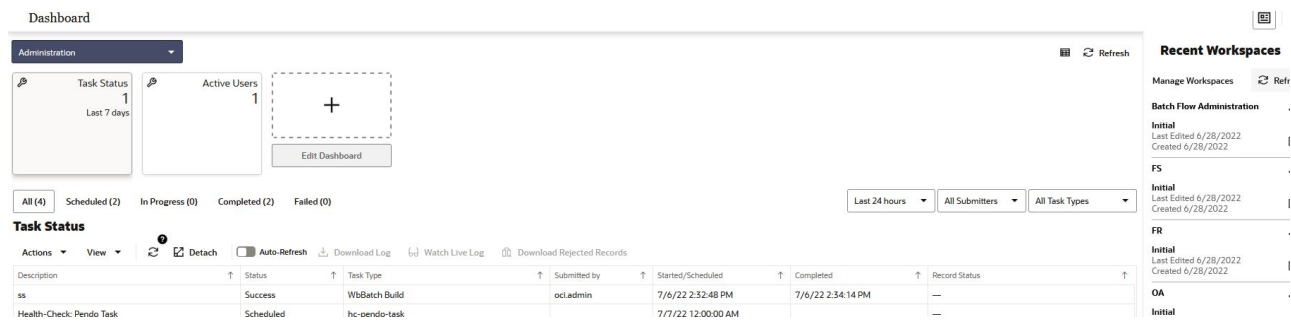 Dashboard
Administration
Refresh
Task Status
1
Last 7 days
Active Users
1
+
Edit Dashboard
All (4) Scheduled (2) In Progress (0) Completed (2) Failed (0)
Last 24 hours All Submitters All Task Types
Task Status
Actions View Detach Auto-Refresh Download Log Watch Live Log Download Rejected Records
Description Status Task Type Submitted by Started/Scheduled Completed Record Status
ss Success WbBatch Build oci.admin 7/6/22 2:32:48 PM 7/6/22 2:34:14 PM —
Health-Check: Pendo Task Scheduled hc-pendo-task 7/7/22 12:00:00 AM —
Recent Workspaces
Manage Workspaces Refr
Batch Flow Administration
Initial
Last Edited 6/28/2022
Created 6/28/2022
FS
Initial
Last Edited 6/28/2022
Created 6/28/2022
FR
Initial
Last Edited 6/28/2022
Created 6/28/2022
OA
Initial